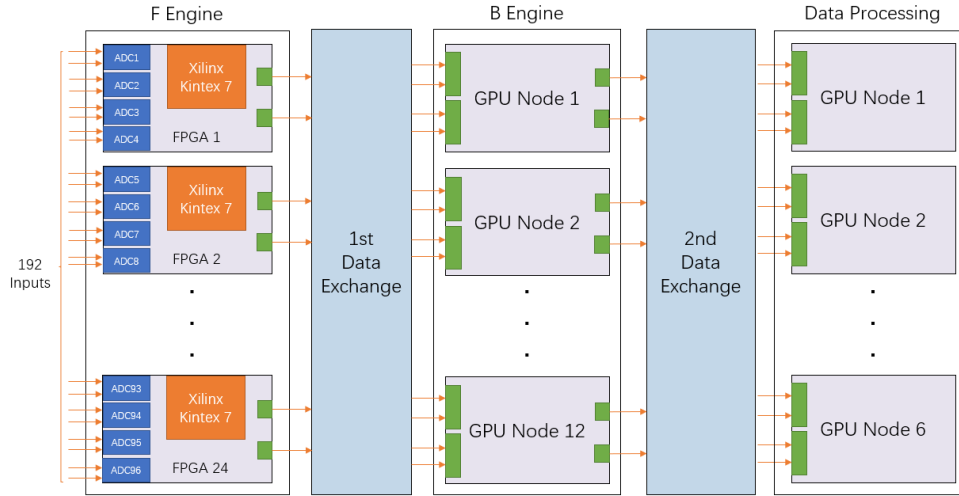 F Engine
B Engine
Data Processing
192
Inputs
ADC1
ADC2
ADC3
ADC4
Xilinx
Kintex 7
FPGA 1
ADC5
ADC6
ADC7
ADC8
Xilinx
Kintex 7
FPGA 2
ADC93
ADC94
ADC95
ADC96
Xilinx
Kintex 7
FPGA 24
1st
Data
Exchange
GPU Node 1
GPU Node 2
GPU Node 12
2nd
Data
Exchange
GPU Node 1
GPU Node 2
GPU Node 6